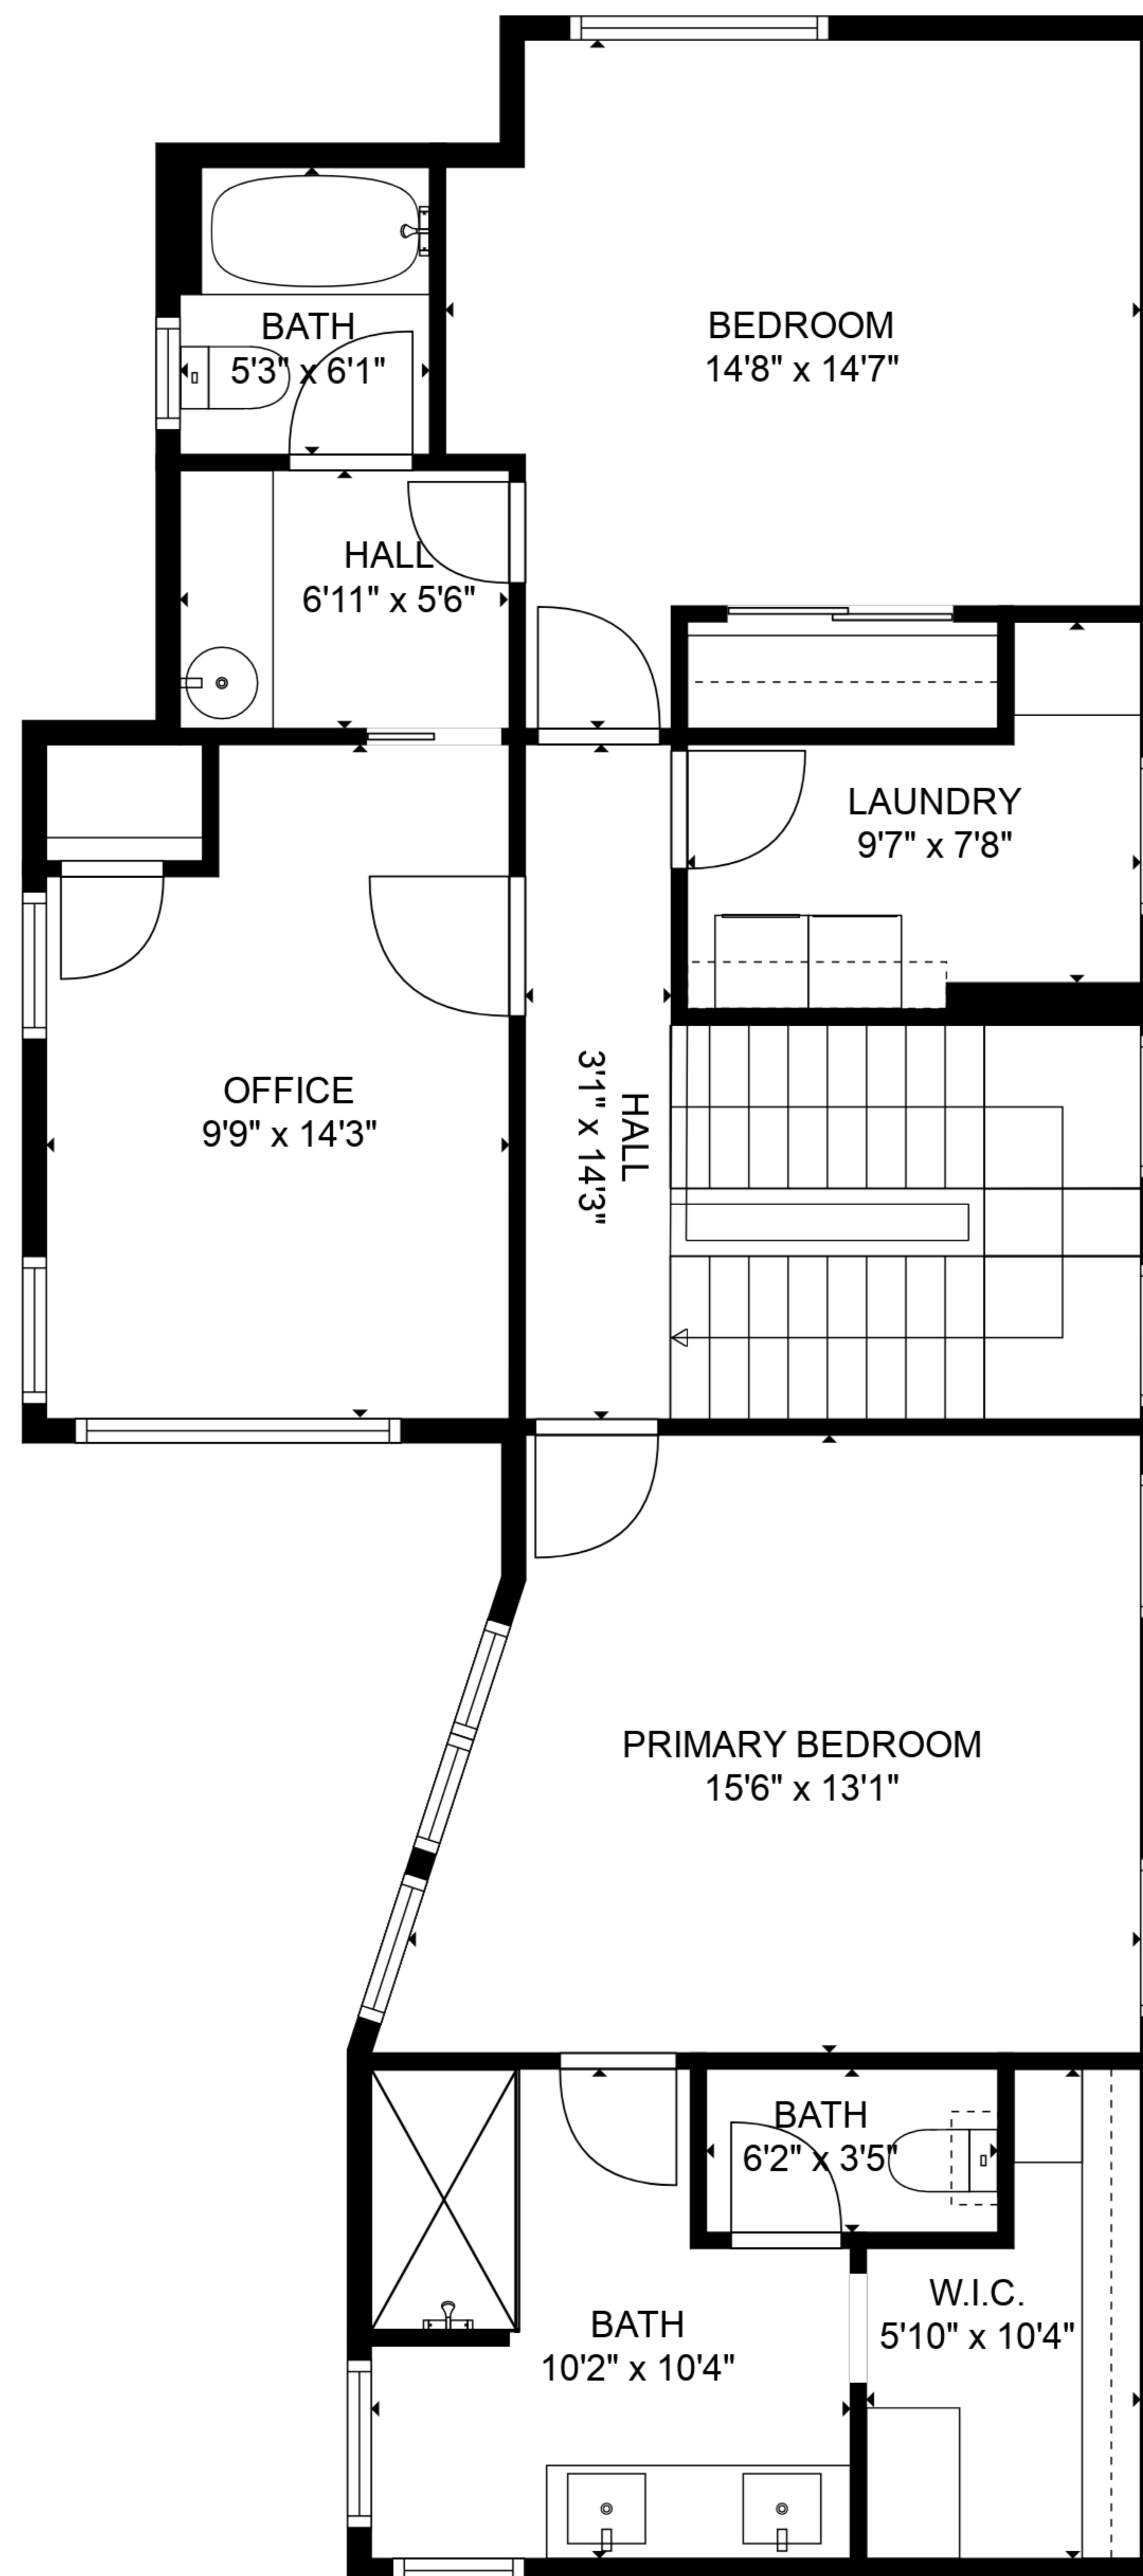 BEDROOM
14'8" x 14'7"
BATH
5'3" x 6'1"
HALL
6'11" x 5'6"
LAUNDRY
9'7" x 7'8"
OFFICE
9'9" x 14'3"
HALL
3'1" x 14'3"
PRIMARY BEDROOM
15'6" x 13'1"
BATH
6'2" x 3'5"
W.I.C.
5'10" x 10'4"
BATH
10'2" x 10'4"